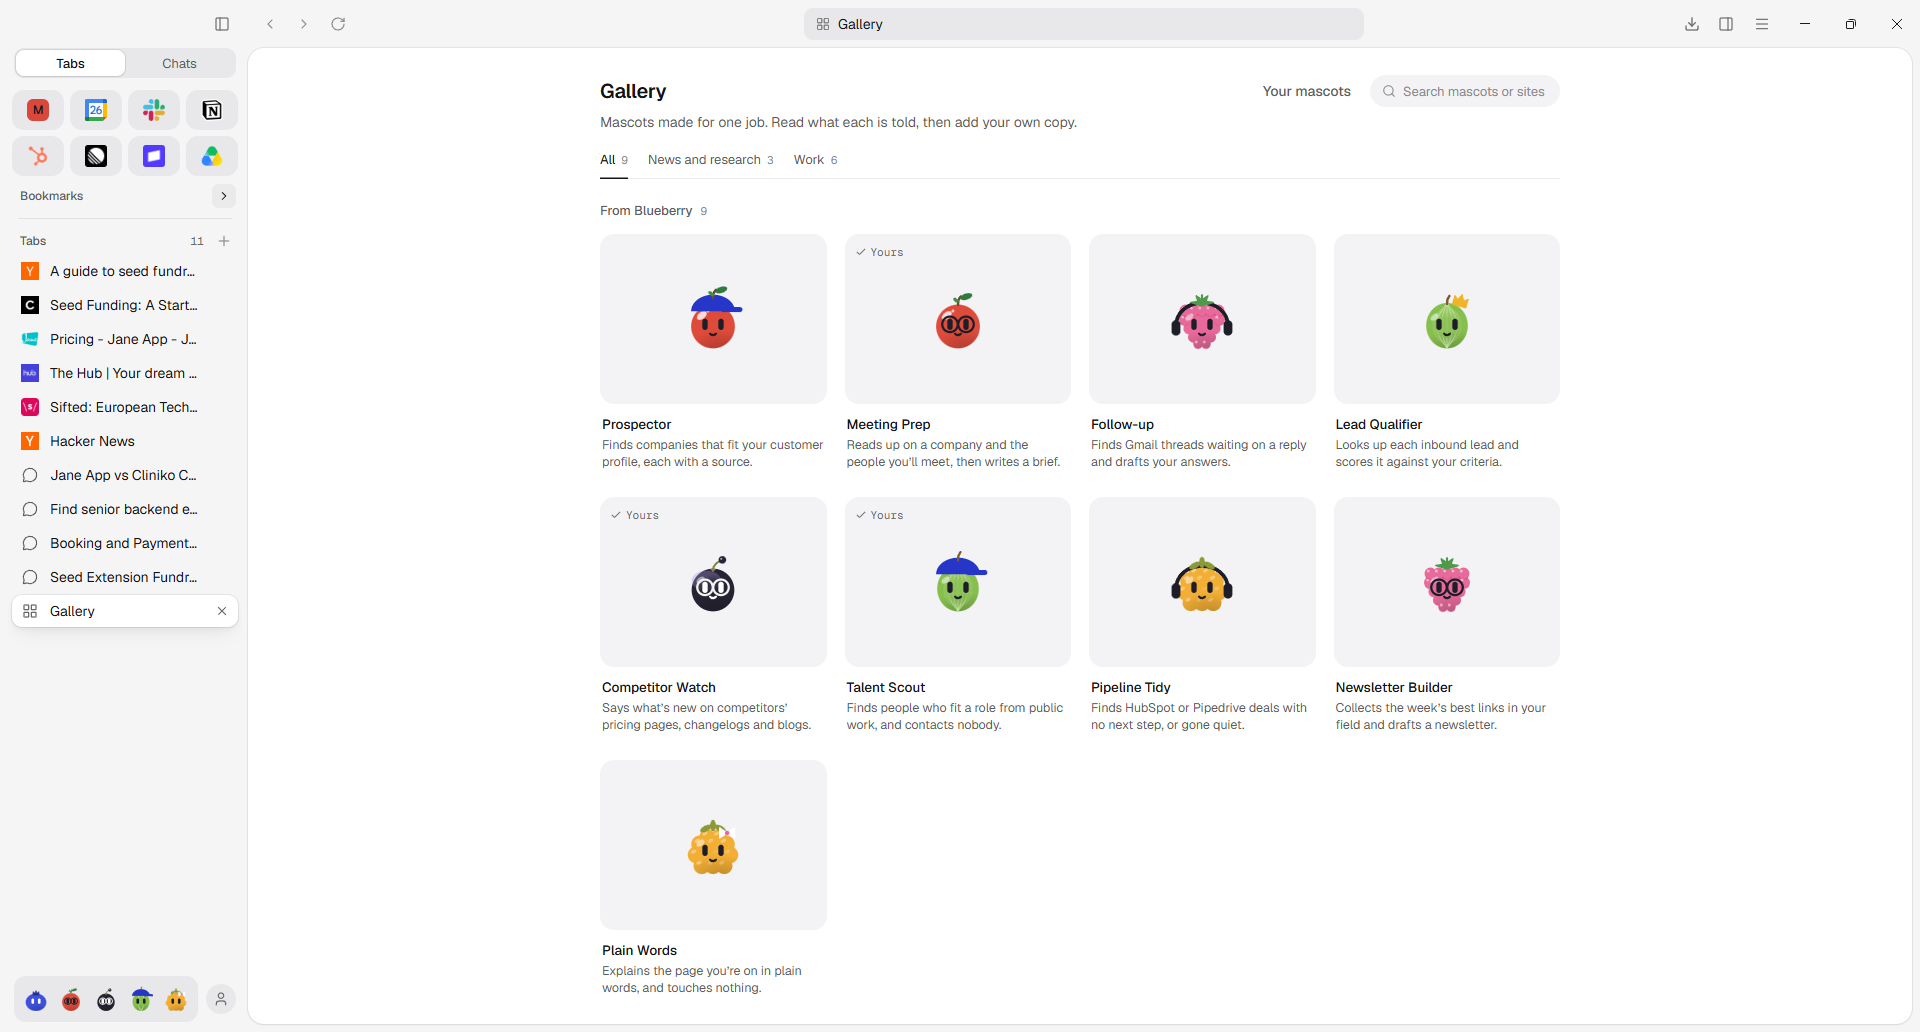 Gallery
Tabs
Chats
M
26
Bookmarks
Tabs 11
A guide to seed fundr...
Seed Funding: A Start...
Pricing - Jane App - J...
The Hub | Your dream ...
Sifted: European Tech...
Hacker News
Jane App vs Cliniko C...
Find senior backend e...
Booking and Payment...
Seed Extension Fundr...
Gallery
Gallery
Your mascots
Search mascots or sites
Mascots made for one job. Read what each is told, then add your own copy.
All 9
News and research 3
Work 6
From Blueberry 9
Prospector
Finds companies that fit your customer
profile, each with a source.
Yours
Meeting Prep
Reads up on a company and the
people you'll meet, then writes a brief.
Follow-up
Finds Gmail threads waiting on a reply
and drafts your answers.
Lead Qualifier
Looks up each inbound lead and
scores it against your criteria.
Yours
Competitor Watch
Says what's new on competitors'
pricing pages, changelogs and blogs.
Yours
Talent Scout
Finds people who fit a role from public
work, and contacts nobody.
Pipeline Tidy
Finds HubSpot or Pipedrive deals with
no next step, or gone quiet.
Newsletter Builder
Collects the week's best links in your
field and drafts a newsletter.
Plain Words
Explains the page you're on in plain
words, and touches nothing.